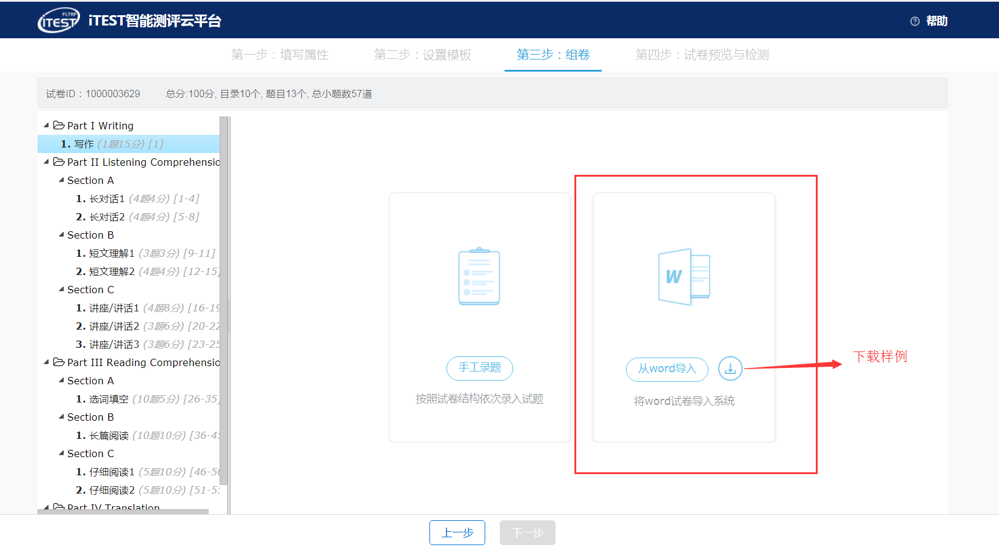 FLTRP
iTEST
iTEST智能测评云平台
帮助
第一步：填写属性
第二步：设置模板
第三步：组卷
第四步：试卷预览与检测
试卷ID：1000003629
总分:100分, 目录10个, 题目13个, 总小题数57道
Part I Writing
1. 写作 (1题15分) [1]
Part II Listening Comprehensio
Section A
1. 长对话1 (4题4分) [1-4]
2. 长对话2 (4题4分) [5-8]
Section B
1. 短文理解1 (3题3分) [9-11]
2. 短文理解2 (4题4分) [12-15]
Section C
1. 讲座/讲话1 (4题8分) [16-19
2. 讲座/讲话2 (3题6分) [20-22
3. 讲座/讲话3 (3题6分) [23-25
Part III Reading Comprehensio
Section A
1. 选词填空 (10题5分) [26-35]
Section B
1. 长篇阅读 (10题10分) [36-45
Section C
1. 仔细阅读1 (5题10分) [46-50
2. 仔细阅读2 (5题10分) [51-55
Part IV Translation
手工录题
按照试卷结构依次录入试题
W
从word导入
将word试卷导入系统
下载样例
上一步
下一步